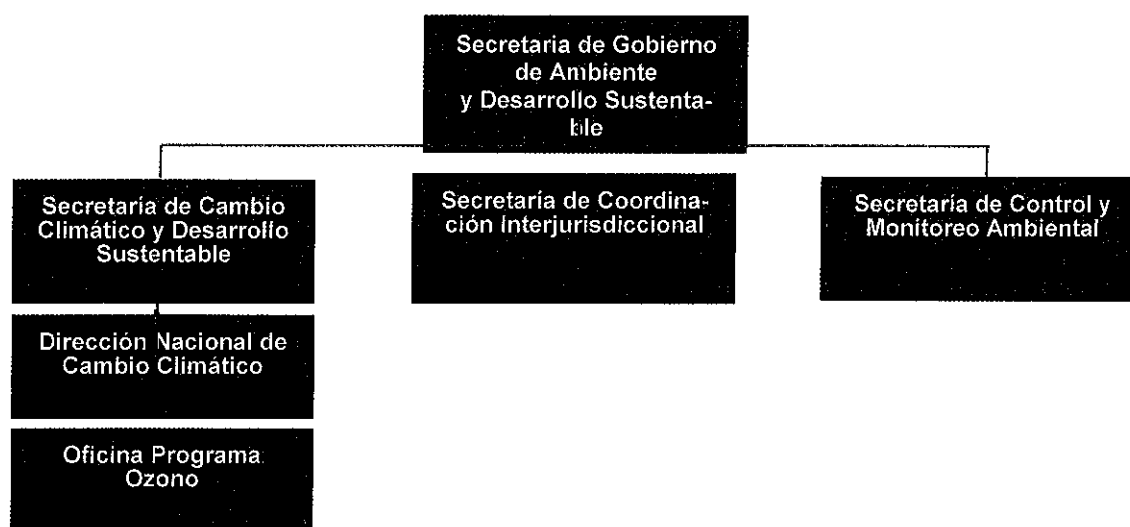 Secretaria de Gobierno
de Ambiente
y Desarrollo Sustenta-
ble
Secretaría de Cambio
Climático y Desarrollo
Sustentable
Secretaría de Coordina-
ción Interjurisdiccional
Secretaría de Control y
Monitoreo Ambiental
Dirección Nacional de
Cambio Climático
Oficina Programa
Ozono